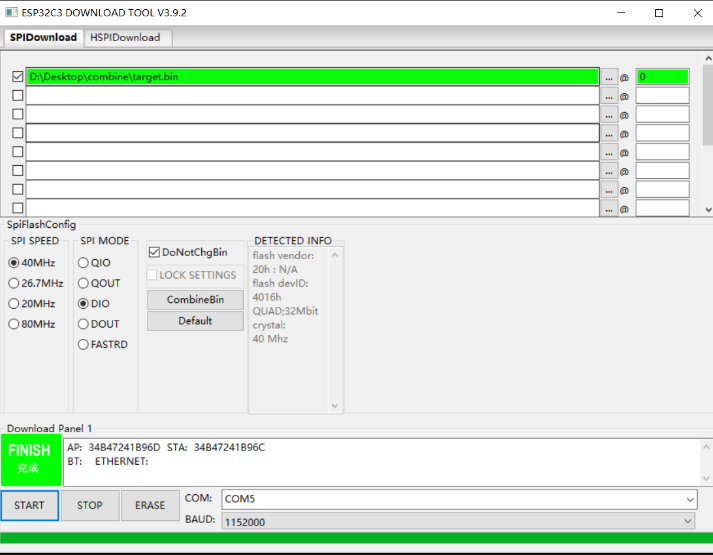 ESP32C3 DOWNLOAD TOOL V3.9.2
SPIDownload HSPIDownload
D:\Desktop\combine\target.bin ... @ 0
... @
... @
... @
... @
... @
... @
... @
SpiFlashConfig
SPI SPEED
40MHz
26.7MHz
20MHz
80MHz
SPI MODE
QIO
QOUT
DIO
DOUT
FASTRD
DoNotChgBin
LOCK SETTINGS
CombineBin
Default
DETECTED INFO
flash vendor:
20h : N/A
flash devID:
4016h
QUAD;32Mbit
crystal:
40 Mhz
Download Panel 1
FINISH
完成
AP: 34B47241B96D STA: 34B47241B96C
BT: ETHERNET:
START STOP ERASE
COM: COM5
BAUD: 1152000